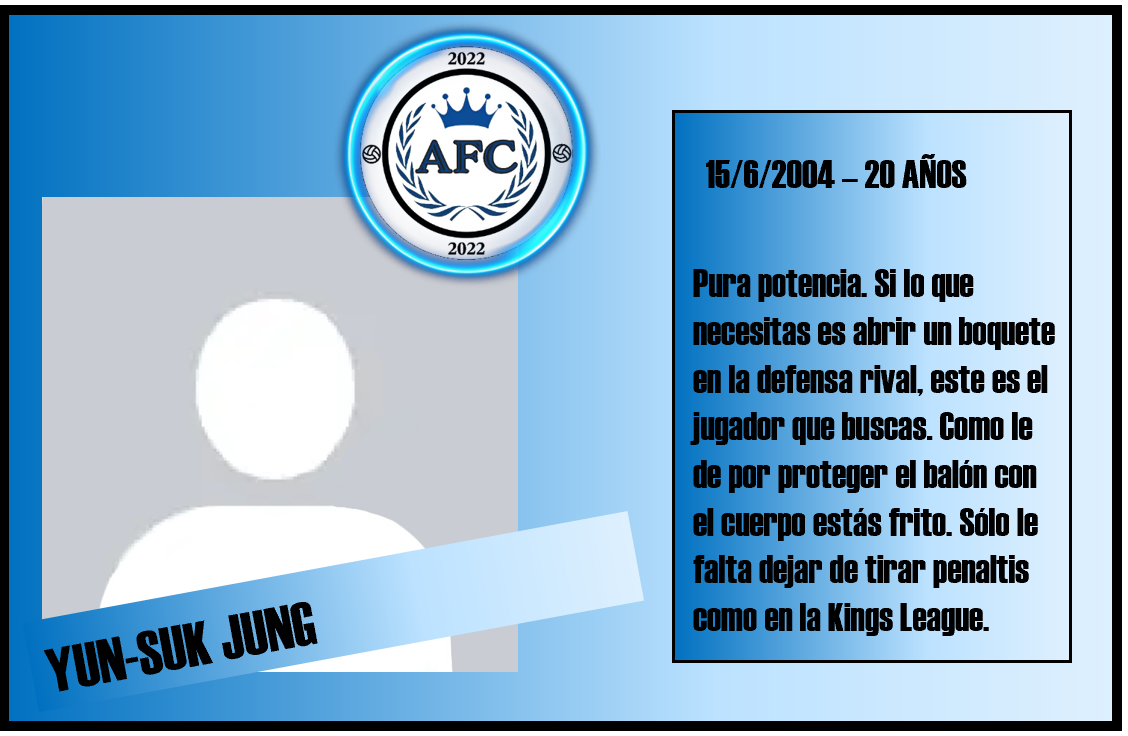 2022
AFC
2022
15/6/2004 – 20 AÑOS
Pura potencia. Si lo que
necesitas es abrir un boquete
en la defensa rival, este es el
jugador que buscas. Como le
de por proteger el balón con
el cuerpo estás frito. Sólo le
falta dejar de tirar penaltis
como en la Kings League.
YUN-SUK JUNG